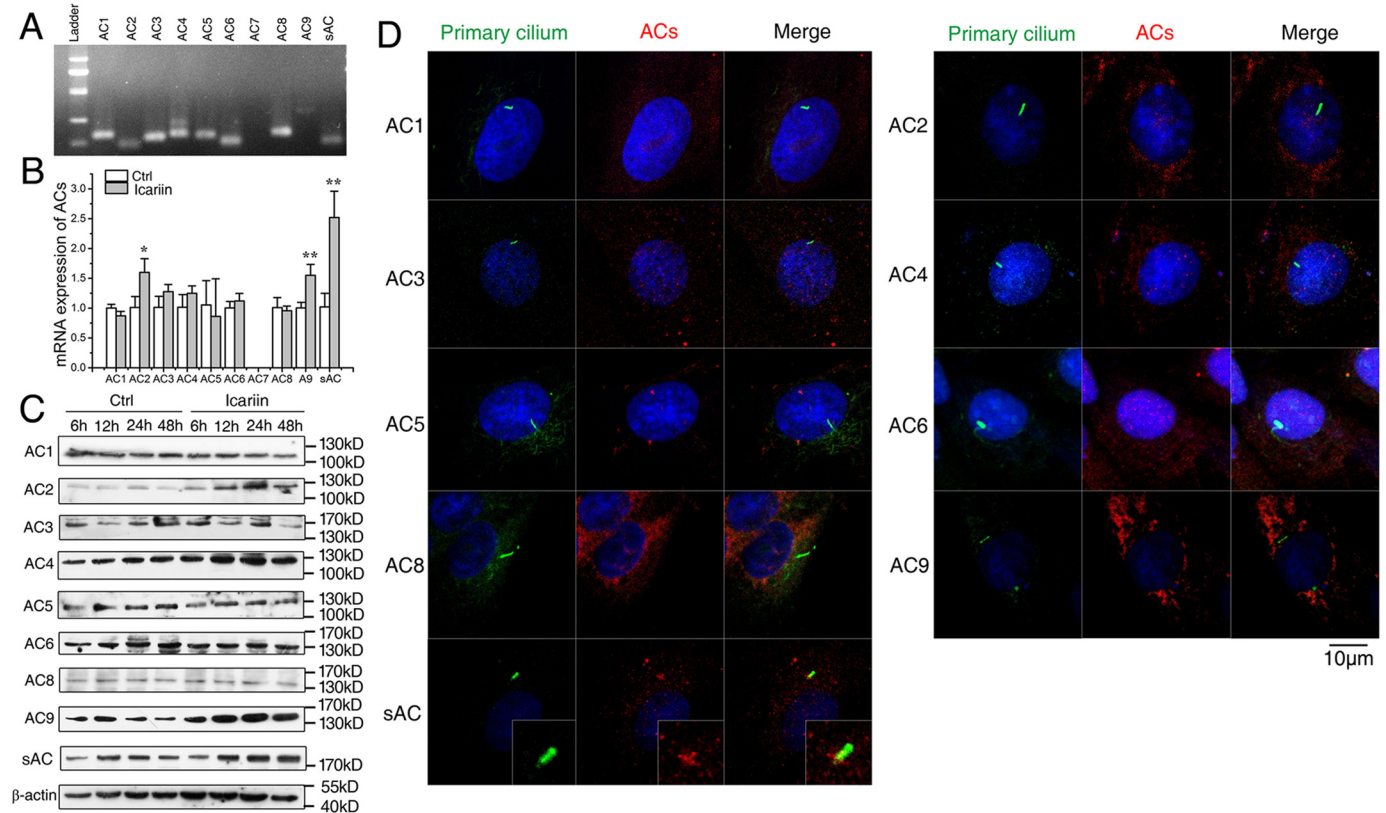 A
Ladder AC1 AC2 AC3 AC4 AC5 AC6 AC7 AC8 AC9 sAC
B
mRNA expression of ACs
Ctrl
Icariin
3.0
2.5
2.0
1.5
1.0
0.5
0.0
* ** **
AC1 AC2 AC3 AC4 AC5 AC6 AC7 AC8 A9 sAC
C
Ctrl Icariin
6h 12h 24h 48h 6h 12h 24h 48h
AC1 130kD
100kD
AC2 130kD
100kD
AC3 170kD
130kD
AC4 130kD
100kD
AC5 130kD
100kD
AC6 170kD
130kD
AC8 170kD
130kD
AC9 170kD
130kD
sAC 170kD
β-actin 55kD
40kD
D
Primary cilium ACs Merge
AC1
AC3
AC5
AC8
sAC
Primary cilium ACs Merge
AC2
AC4
AC6
AC9
10μm